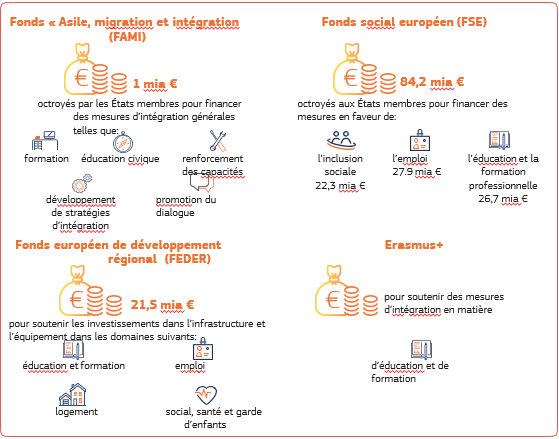 Fonds « Asile, migration et intégration
(FAMI)
1 mia €
octroyés par les États membres pour financer
des mesures d'intégration générales
telles que:
formation
éducation civique
renforcement
des capacités
développement
de stratégies
d'intégration
promotion du
dialogue
Fonds social européen (FSE)
84,2 mia €
octroyés aux États membres pour financer des
mesures en faveur de:
l'inclusion
sociale
22,3 mia €
l'emploi
27.9 mia €
l'éducation et la
formation
professionnelle
26,7 mia €
Fonds européen de développement
régional (FEDER)
21,5 mia €
pour soutenir les investissements dans l'infrastructure et
l'équipement dans les domaines suivants:
éducation et formation
emploi
logement
social, santé et garde
d'enfants
Erasmus+
pour soutenir des mesures
d'intégration en matière
d'éducation et de
formation